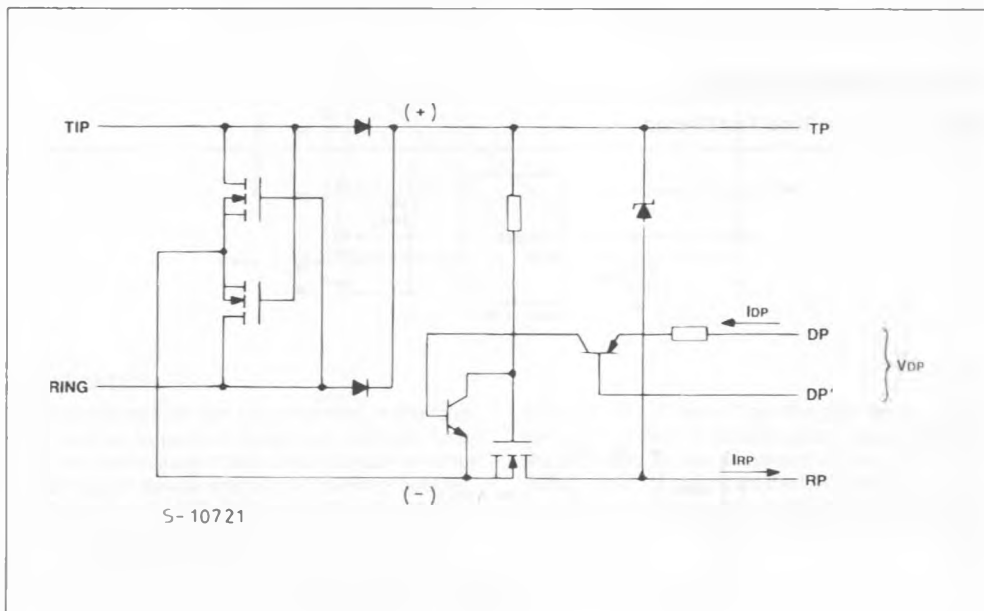 (+)
TIP
TP
IDP
DP
VDP
RING
DP'
IRP
RP
(-)
S-10721